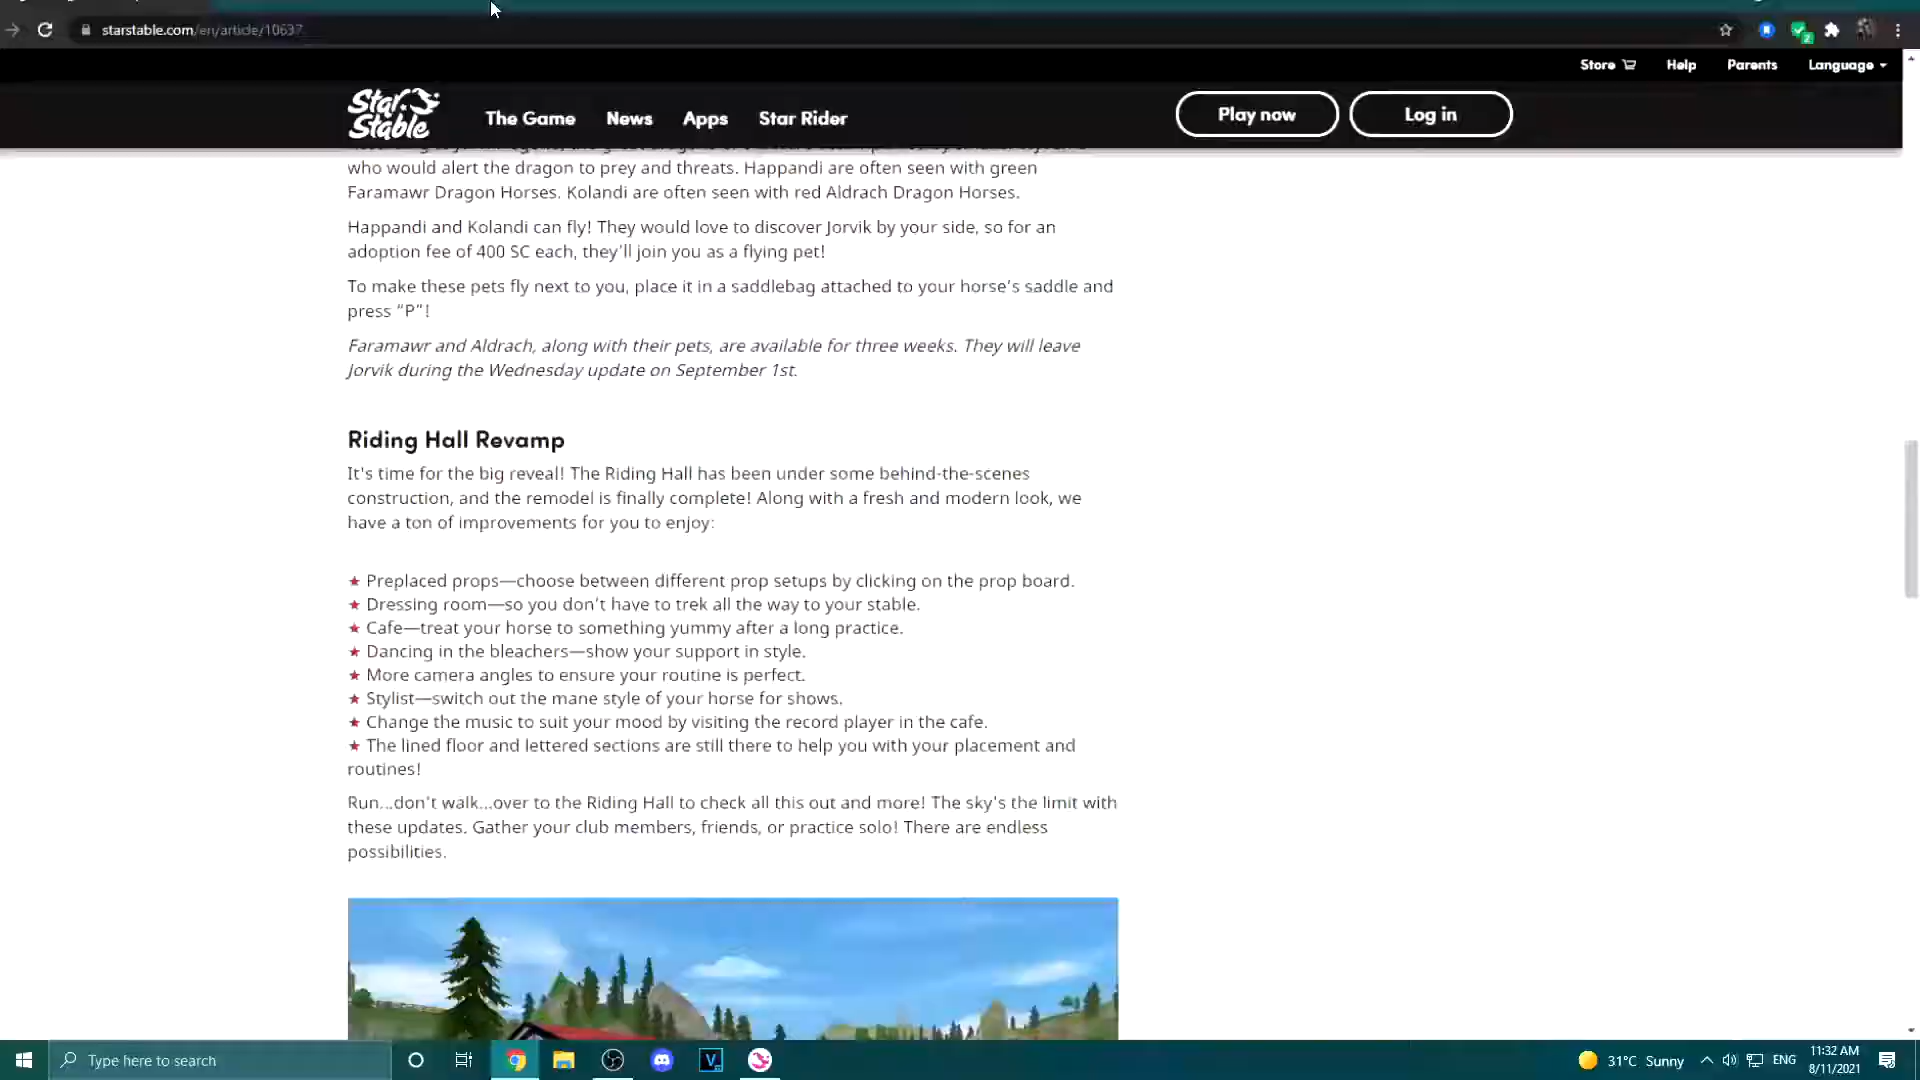 starstable.com/en/article/10637
Store
Help
Parents
Language
Star Stable
The Game
News
Apps
Star Rider
Play now
Log in
who would alert the dragon to prey and threats. Happandi are often seen with green
Faramawr Dragon Horses. Kolandi are often seen with red Aldrach Dragon Horses.
Happandi and Kolandi can fly! They would love to discover Jorvik by your side, so for an
adoption fee of 400 SC each, they'll join you as a flying pet!
To make these pets fly next to you, place it in a saddlebag attached to your horse's saddle and
press “P”!
Faramawr and Aldrach, along with their pets, are available for three weeks. They will leave
Jorvik during the Wednesday update on September 1st.
Riding Hall Revamp
It's time for the big reveal! The Riding Hall has been under some behind-the-scenes
construction, and the remodel is finally complete! Along with a fresh and modern look, we
have a ton of improvements for you to enjoy:
★ Preplaced props—choose between different prop setups by clicking on the prop board.
★ Dressing room—so you don't have to trek all the way to your stable.
★ Cafe—treat your horse to something yummy after a long practice.
★ Dancing in the bleachers—show your support in style.
★ More camera angles to ensure your routine is perfect.
★ Stylist—switch out the mane style of your horse for shows.
★ Change the music to suit your mood by visiting the record player in the cafe.
★ The lined floor and lettered sections are still there to help you with your placement and
routines!
Run...don't walk...over to the Riding Hall to check all this out and more! The sky's the limit with
these updates. Gather your club members, friends, or practice solo! There are endless
possibilities.
Type here to search
31°C Sunny
ENG
11:32 AM
8/11/2021